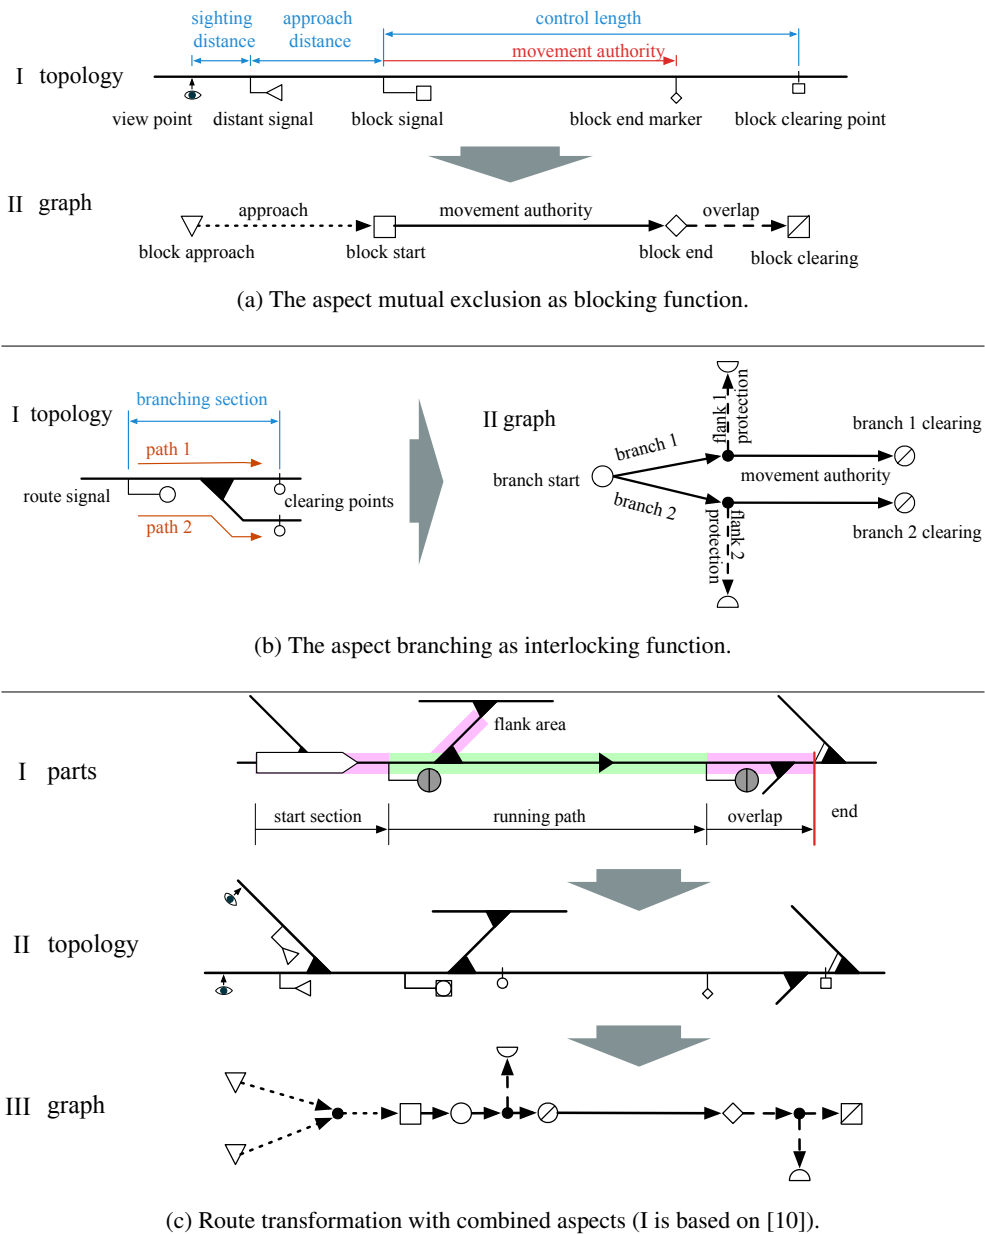 sighting distance
approach distance
control length
movement authority
I topology
view point
distant signal
block signal
block end marker
block clearing point
II graph
approach
movement authority
overlap
block approach
block start
block end
block clearing
(a) The aspect mutual exclusion as blocking function.
I topology
branching section
path 1
route signal
clearing points
path 2
II graph
flank 1
protection
branch 1 clearing
branch 1
branch start
movement authority
branch 2
flank 2
protection
branch 2 clearing
(b) The aspect branching as interlocking function.
flank area
I parts
start section
running path
overlap
end
II topology
III graph
(c) Route transformation with combined aspects (I is based on [10]).